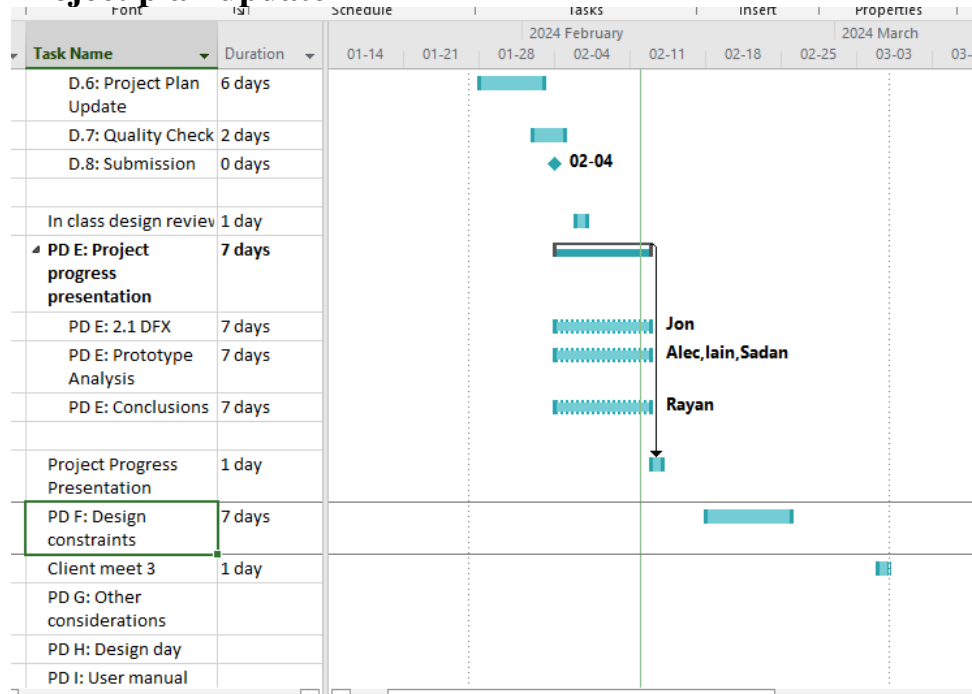 Project plan update
Font
Schedule
Tasks
Insert
Properties
2024 February
2024 March
Task Name
Duration
01-14
01-21
01-28
02-04
02-11
02-18
02-25
03-03
03-
D.6: Project Plan
Update
6 days
D.7: Quality Check
2 days
D.8: Submission
0 days
02-04
In class design review
1 day
PD E: Project
progress
presentation
7 days
PD E: 2.1 DFX
7 days
Jon
PD E: Prototype
Analysis
7 days
Alec,Iain,Sadan
PD E: Conclusions
7 days
Rayan
Project Progress
Presentation
1 day
PD F: Design
constraints
7 days
Client meet 3
1 day
PD G: Other
considerations
PD H: Design day
PD I: User manual